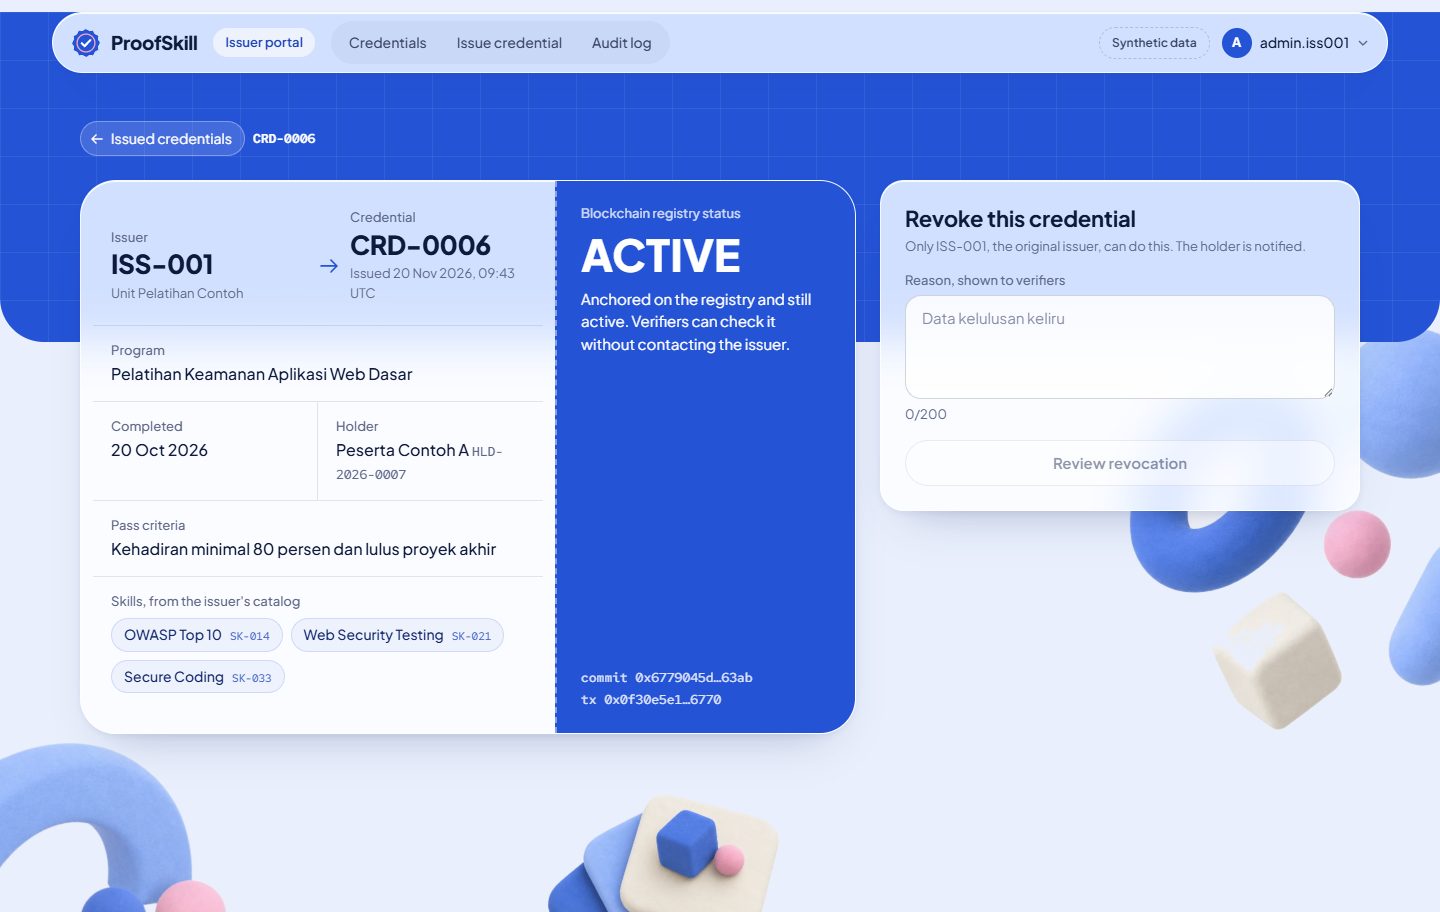 ProofSkill
Issuer portal
Credentials
Issue credential
Audit log
Synthetic data
A
admin.iss001
← Issued credentials
CRD-0006
Issuer
ISS-001
Unit Pelatihan Contoh
→
Credential
CRD-0006
Issued 20 Nov 2026, 09:43
UTC
Program
Pelatihan Keamanan Aplikasi Web Dasar
Completed
20 Oct 2026
Holder
Peserta Contoh A HLD-
2026-0007
Pass criteria
Kehadiran minimal 80 persen dan lulus proyek akhir
Skills, from the issuer's catalog
OWASP Top 10 SK-014
Web Security Testing SK-021
Secure Coding SK-033
Blockchain registry status
ACTIVE
Anchored on the registry and still
active. Verifiers can check it
without contacting the issuer.
commit 0x6779045d…63ab
tx 0x0f30e5e1…6770
Revoke this credential
Only ISS-001, the original issuer, can do this. The holder is notified.
Reason, shown to verifiers
Data kelulusan keliru
0/200
Review revocation